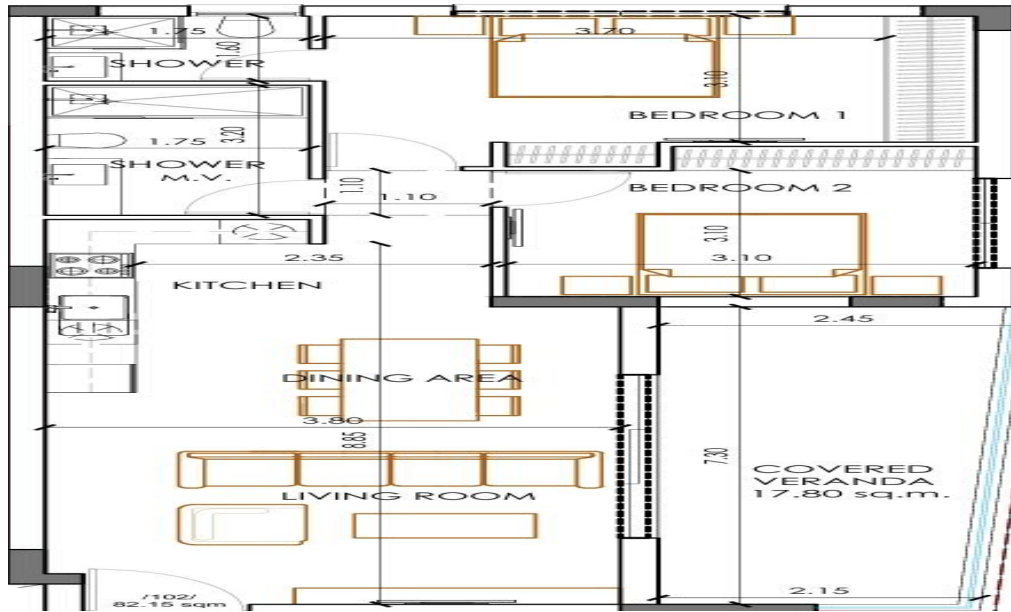 1.75
1.60
SHOWER
3.70
3.10
BEDROOM 1
1.75
3.20
SHOWER
M.V.
1.10
1.10
BEDROOM 2
3.10
3.10
2.35
KITCHEN
2.45
DINING AREA
3.80
8.85
7.30
LIVING ROOM
COVERED
VERANDA
17.80 sq.m.
2.15
/102/
82.15 sqm